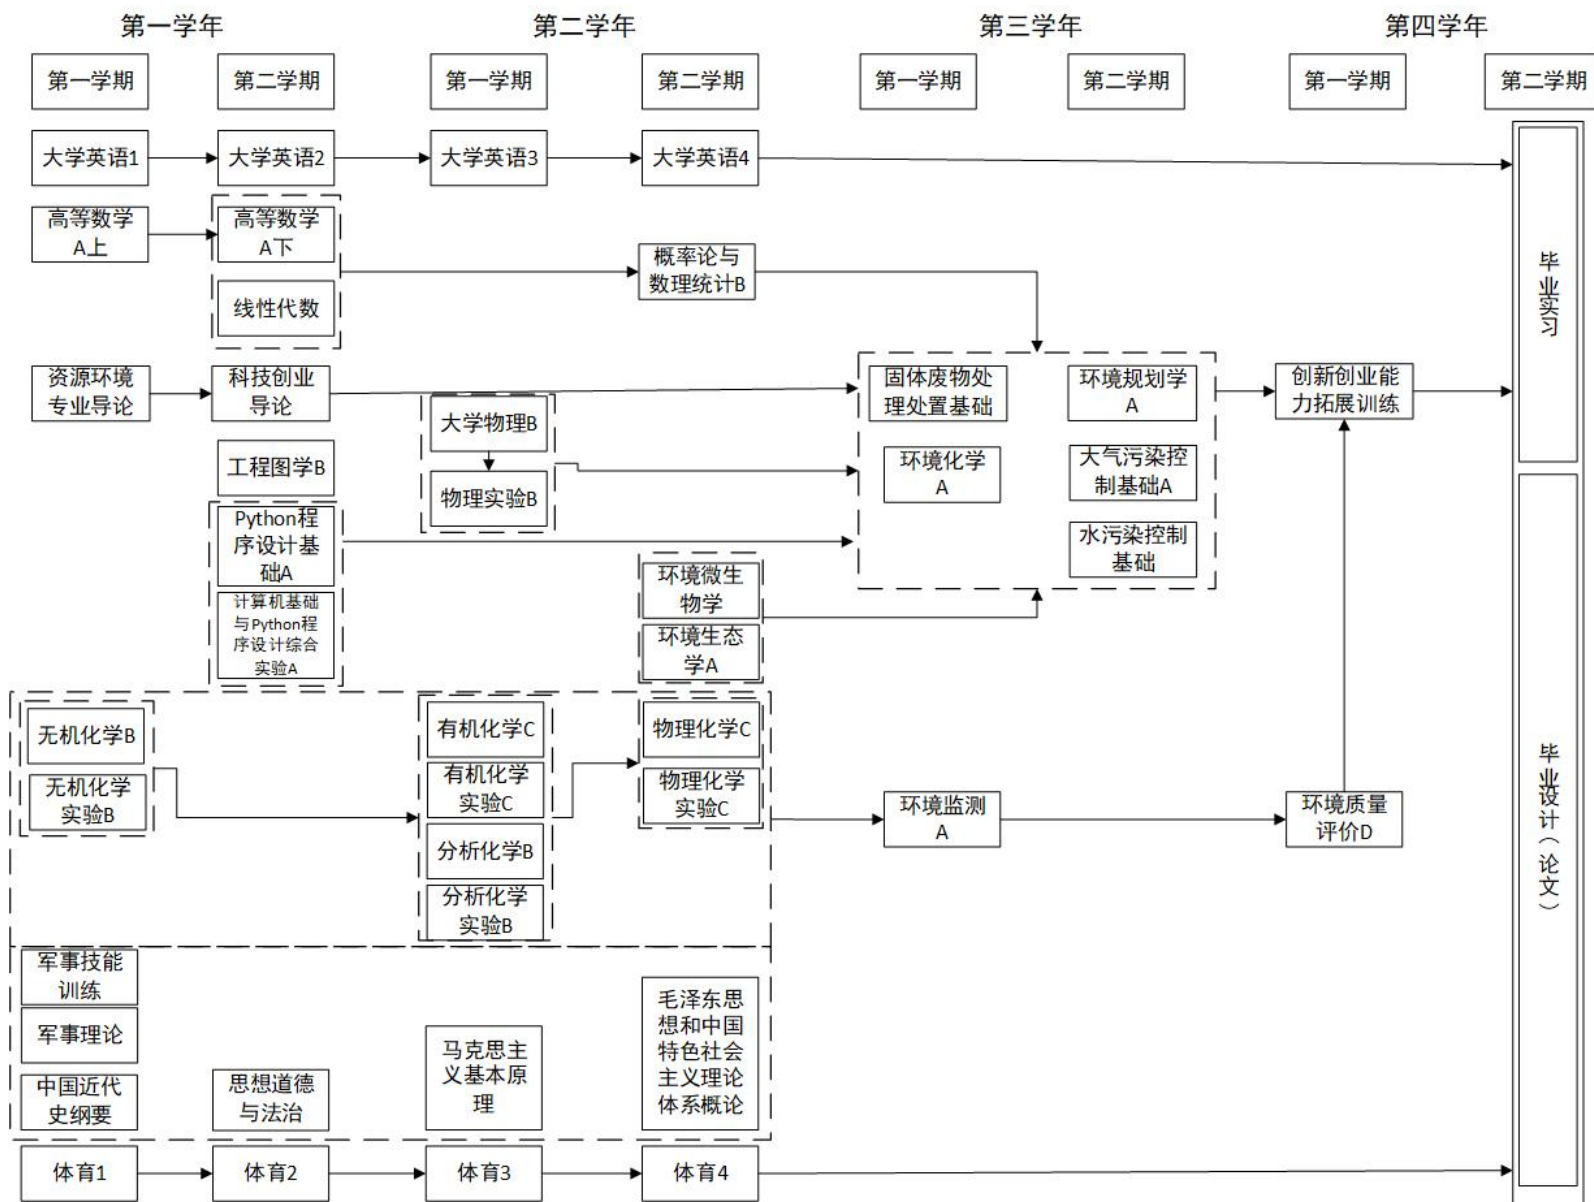 第一学年
第二学年
第三学年
第四学年
第一学期
第二学期
第一学期
第二学期
第一学期
第二学期
第一学期
第二学期
大学英语1
大学英语2
大学英语3
大学英语4
高等数学
A上
高等数学
A下
线性代数
概率论与
数理统计B
资源环境
专业导论
科技创业
导论
固体废物处
理处置基础
环境规划学
A
创新创业能
力拓展训练
大学物理B
工程图学B
物理实验B
环境化学
A
大气污染控
制基础A
Python程
序设计基
础A
水污染控制
基础
计算机基础
与Python程
序设计综合
实验A
环境微生
物学
环境生态
学A
无机化学B
无机化学
实验B
有机化学C
有机化学
实验C
分析化学B
分析化学
实验B
物理化学C
物理化学
实验C
环境监测
A
环境质量
评价D
军事技能
训练
军事理论
中国近代
史纲要
思想道德
与法治
马克思主
义基本原
理
毛泽东思
想和中国
特色社会
主义理论
体系概论
体育1
体育2
体育3
体育4
毕业实习
毕业设计（论文）